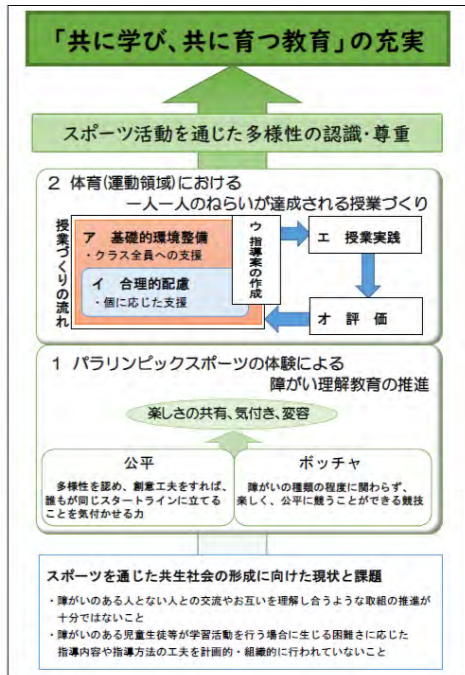 「共に学び、共に育つ教育」の充実
スポーツ活動を通じた多様性の認識・尊重
2 体育(運動領域)における
一人一人のねらいが達成される授業づくり
授業づくりの流れ
ア 基礎的環境整備
・クラス全員への支援
イ 合理的配慮
・個に応じた支援
ウ 指導案の作成
エ 授業実践
オ 評価
1 パラリンピックスポーツの体験による
障がい理解教育の推進
楽しさの共有、気付き、変容
公平
多様性を認め、創意工夫をすれば、
誰もが同じスタートラインに立てる
ことを気付かせる力
ボッチャ
障がいの種類の程度に関わらず、
楽しく、公平に競うことができる競技
スポーツを通じた共生社会の形成に向けた現状と課題
・障がいのある人とない人との交流やお互いを理解し合うような取組の推進が
十分ではないこと
・障がいのある児童生徒等が学習活動を行う場合に生じる困難さに応じた
指導内容や指導方法の工夫を計画的・組織的に行われていないこと